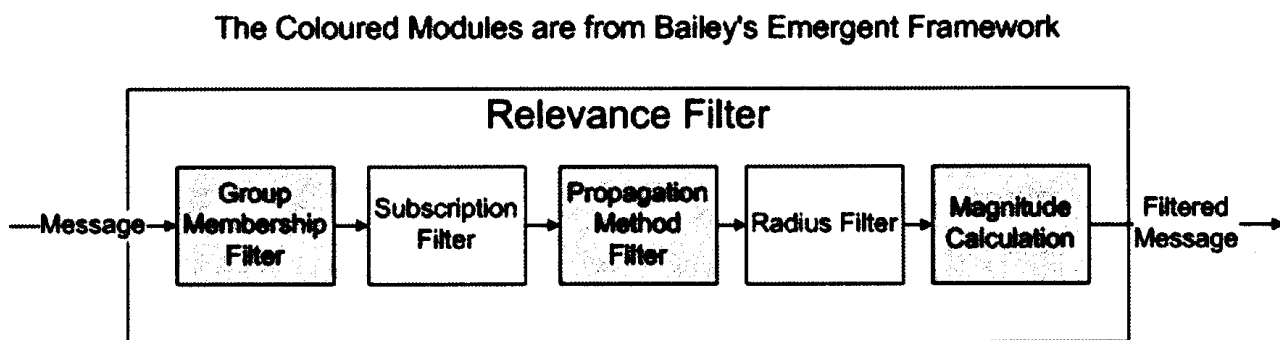 The Coloured Modules are from Bailey's Emergent Framework
Relevance Filter
Message
Group
Membership
Filter
Subscription
Filter
Propagation
Method
Filter
Radius Filter
Magnitude
Calculation
Filtered
Message